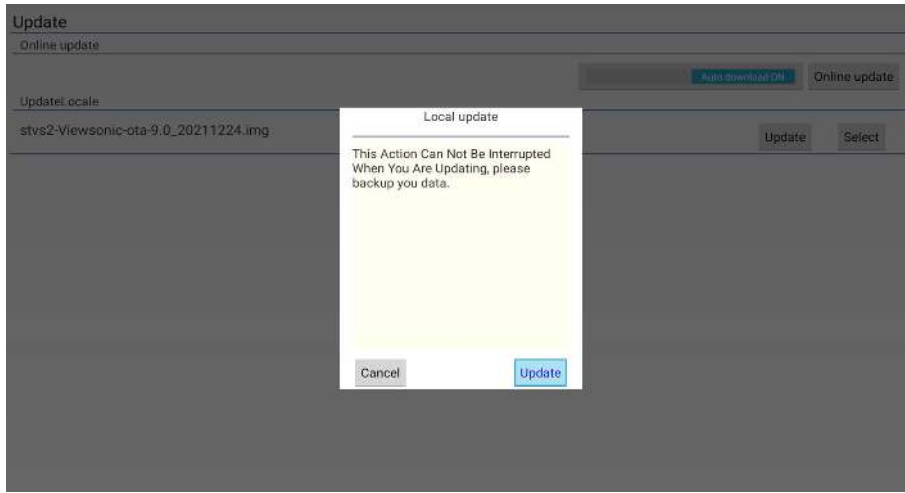 Update
Online update
Auto download ON
Online update
UpdateLocale
stvs2-Viewsonic-ota-9.0_20211224.img
Update
Select
Local update
This Action Can Not Be Interrupted
When You Are Updating, please
backup you data.
Cancel
Update